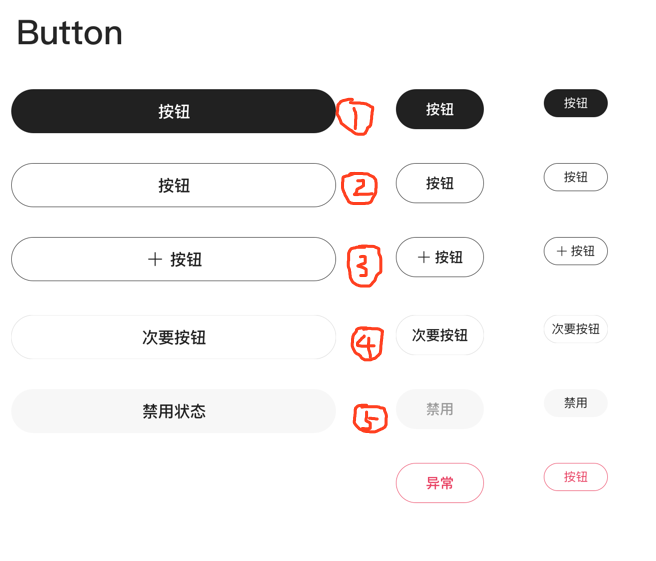 Button
按钮 ① 按钮 按钮
按钮 ② 按钮 按钮
+ 按钮 ③ + 按钮 + 按钮
次要按钮 ④ 次要按钮 次要按钮
禁用状态 ⑤ 禁用 禁用
异常 按钮